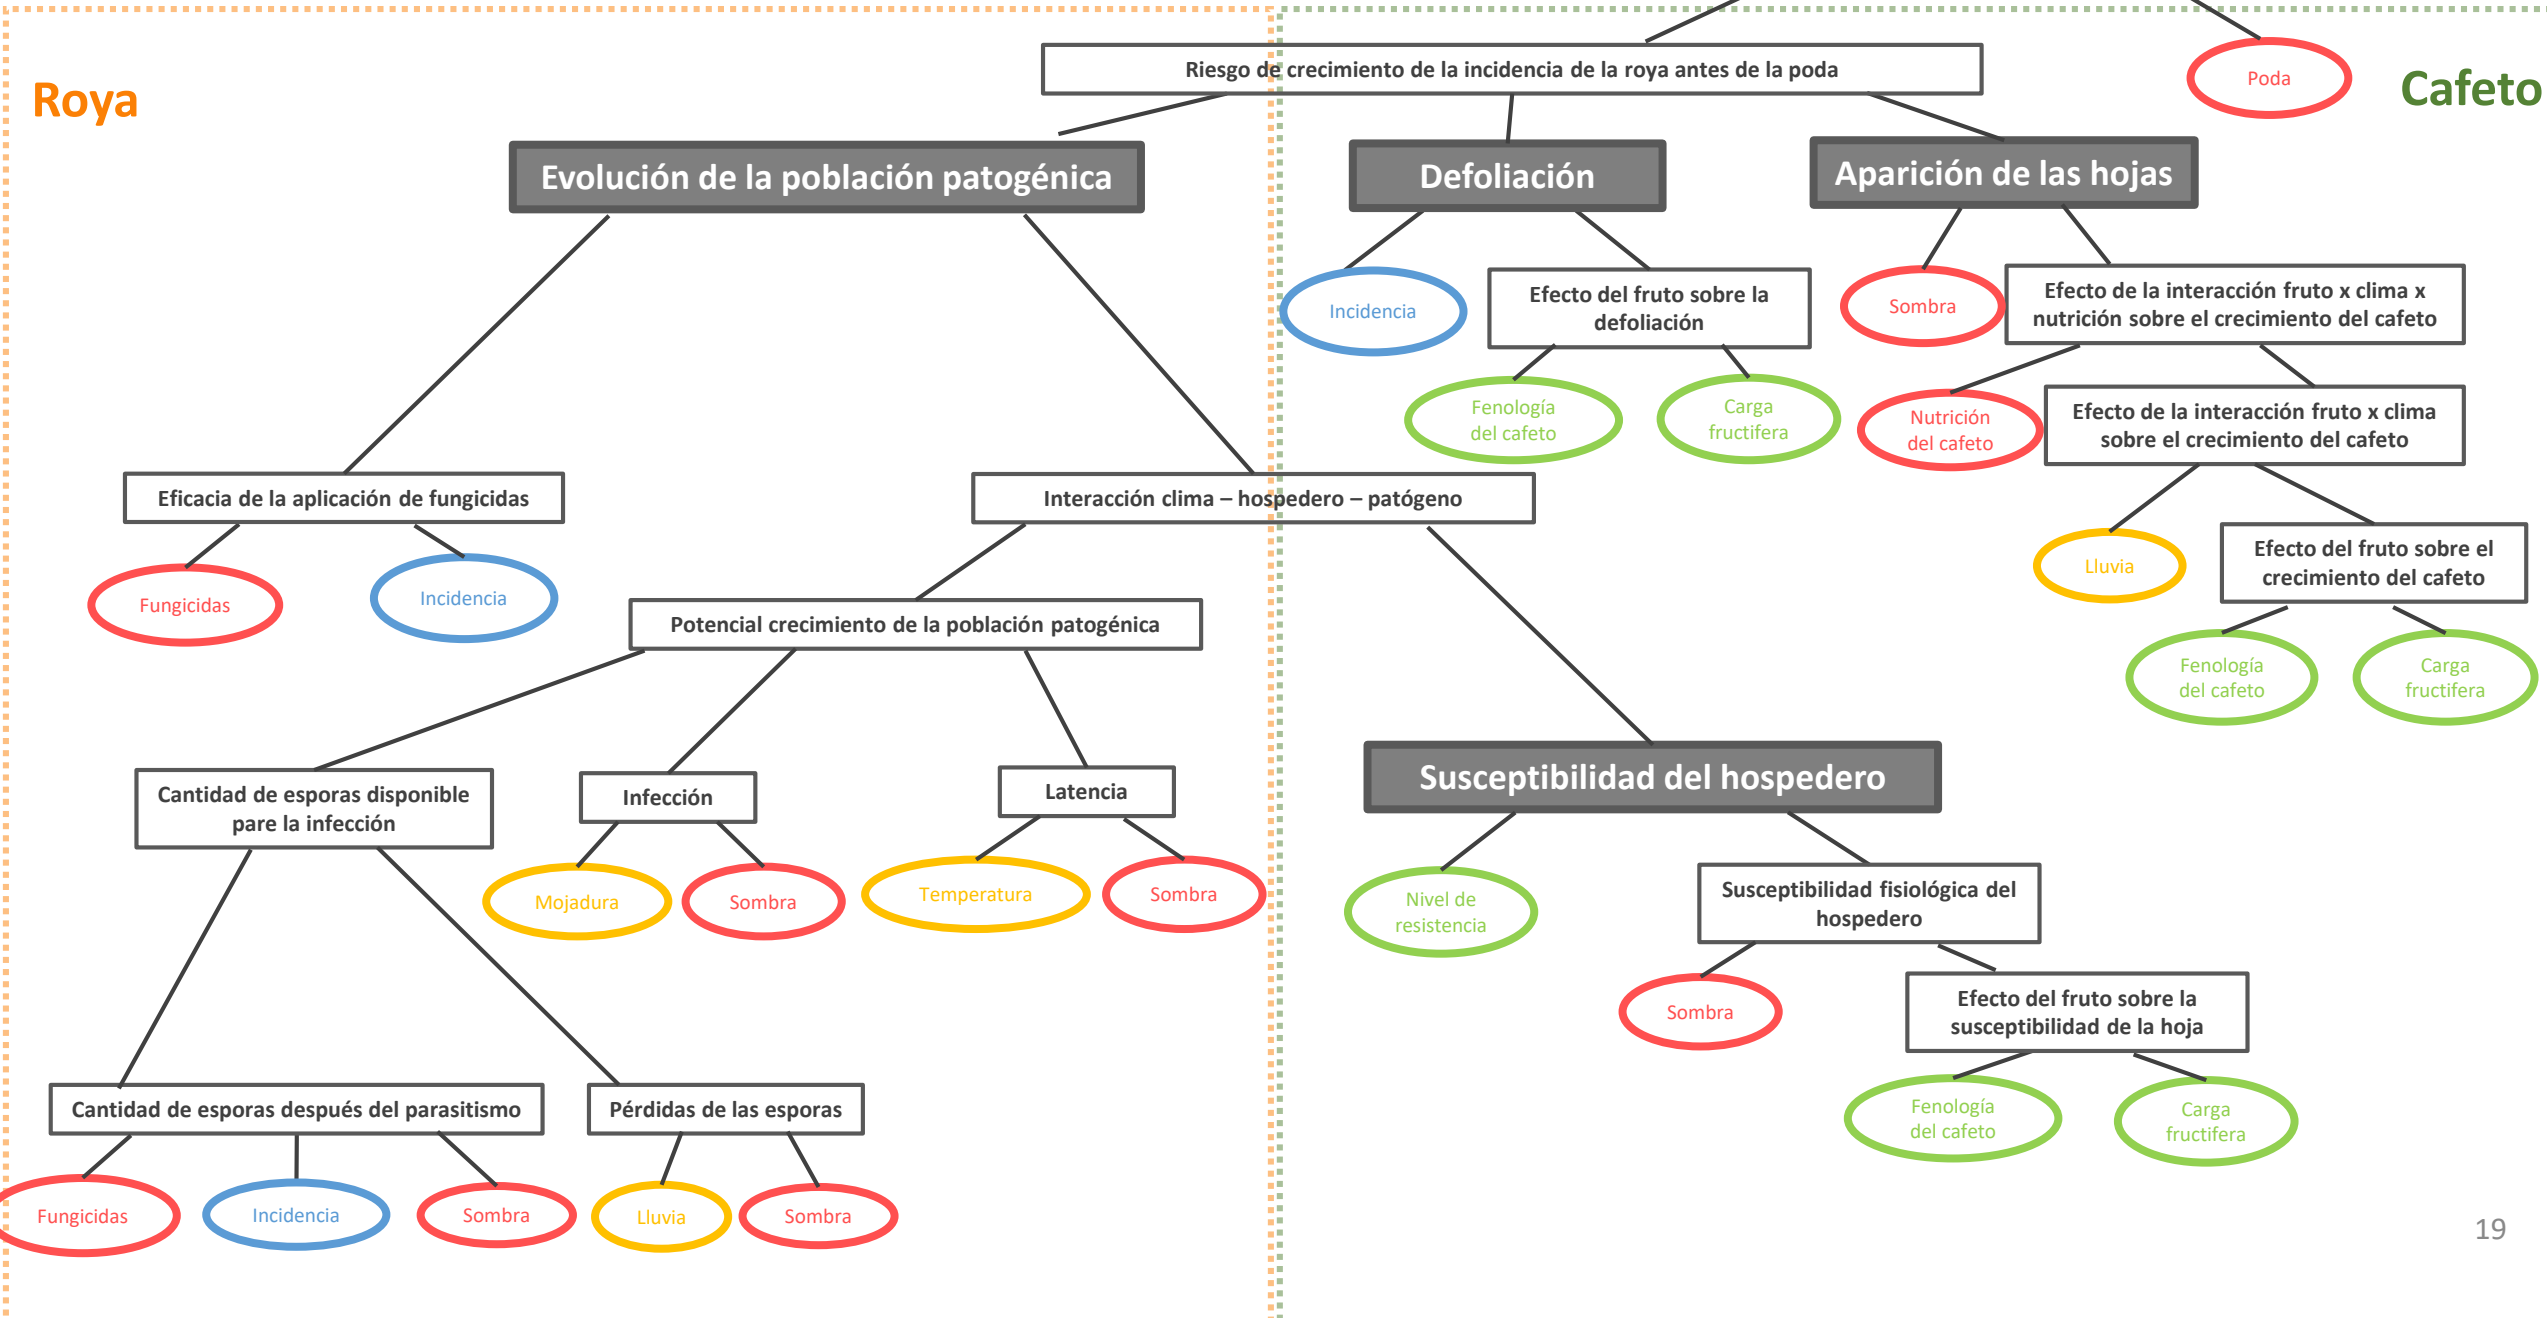 Riesgo de crecimiento de la incidencia de la roya antes de la poda
Poda
Roya
Cafeto
Evolución de la población patogénica
Defoliación
Aparición de las hojas
Incidencia
Efecto del fruto sobre la
defoliación
Sombra
Efecto de la interacción fruto x clima x
nutrición sobre el crecimiento del cafeto
Fenología
del cafeto
Carga
fructifera
Nutrición
del cafeto
Efecto de la interacción fruto x clima
sobre el crecimiento del cafeto
Eficacia de la aplicación de fungicidas
Interacción clima – hospedero – patógeno
Lluvia
Efecto del fruto sobre el
crecimiento del cafeto
Fungicidas
Incidencia
Potencial crecimiento de la población patogénica
Fenología
del cafeto
Carga
fructifera
Cantidad de esporas disponible
pare la infección
Infección
Latencia
Susceptibilidad del hospedero
Mojadura
Sombra
Temperatura
Sombra
Nivel de
resistencia
Susceptibilidad fisiológica del
hospedero
Sombra
Efecto del fruto sobre la
susceptibilidad de la hoja
Cantidad de esporas después del parasitismo
Pérdidas de las esporas
Fenología
del cafeto
Carga
fructifera
Fungicidas
Incidencia
Sombra
Lluvia
Sombra
19